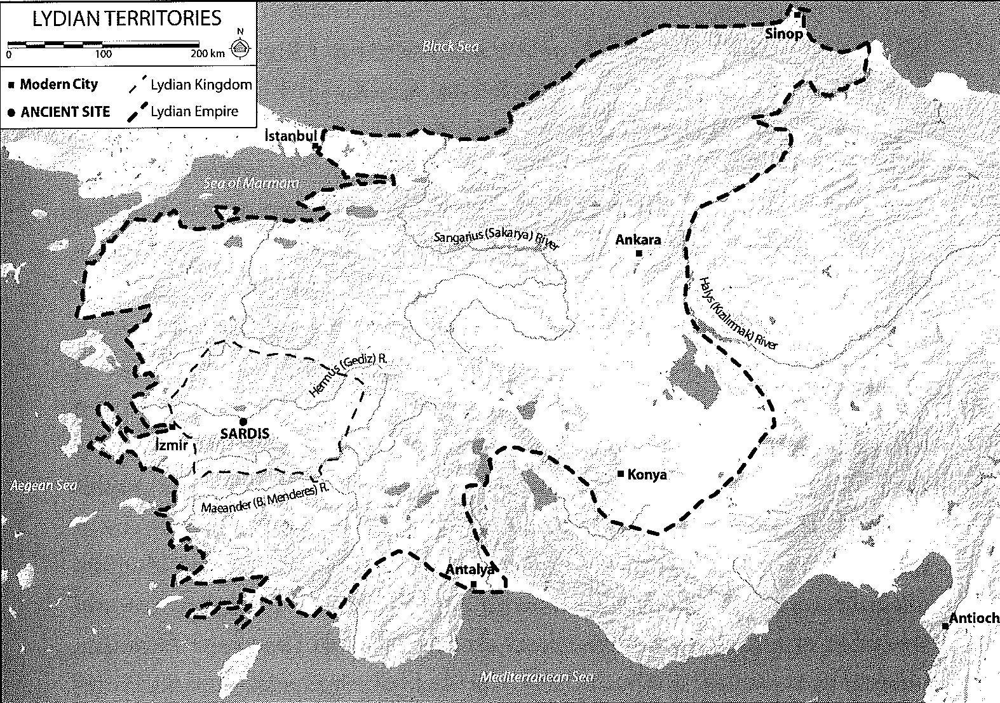 LYDIAN TERRITORIES
N
0 100 200 km
Modern City
Lydian Kingdom
ANCIENT SITE
Lydian Empire
Black Sea
Sinop
İstanbul
Sea of Marmara
Sangarius (Sakarya) River
Ankara
Halys (Kızılırmak) River
Hermus (Gediz) R.
SARDIS
İzmir
Aegean Sea
Konya
Maeander (B. Menderes) R.
Antalya
Antioch
Mediterranean Sea